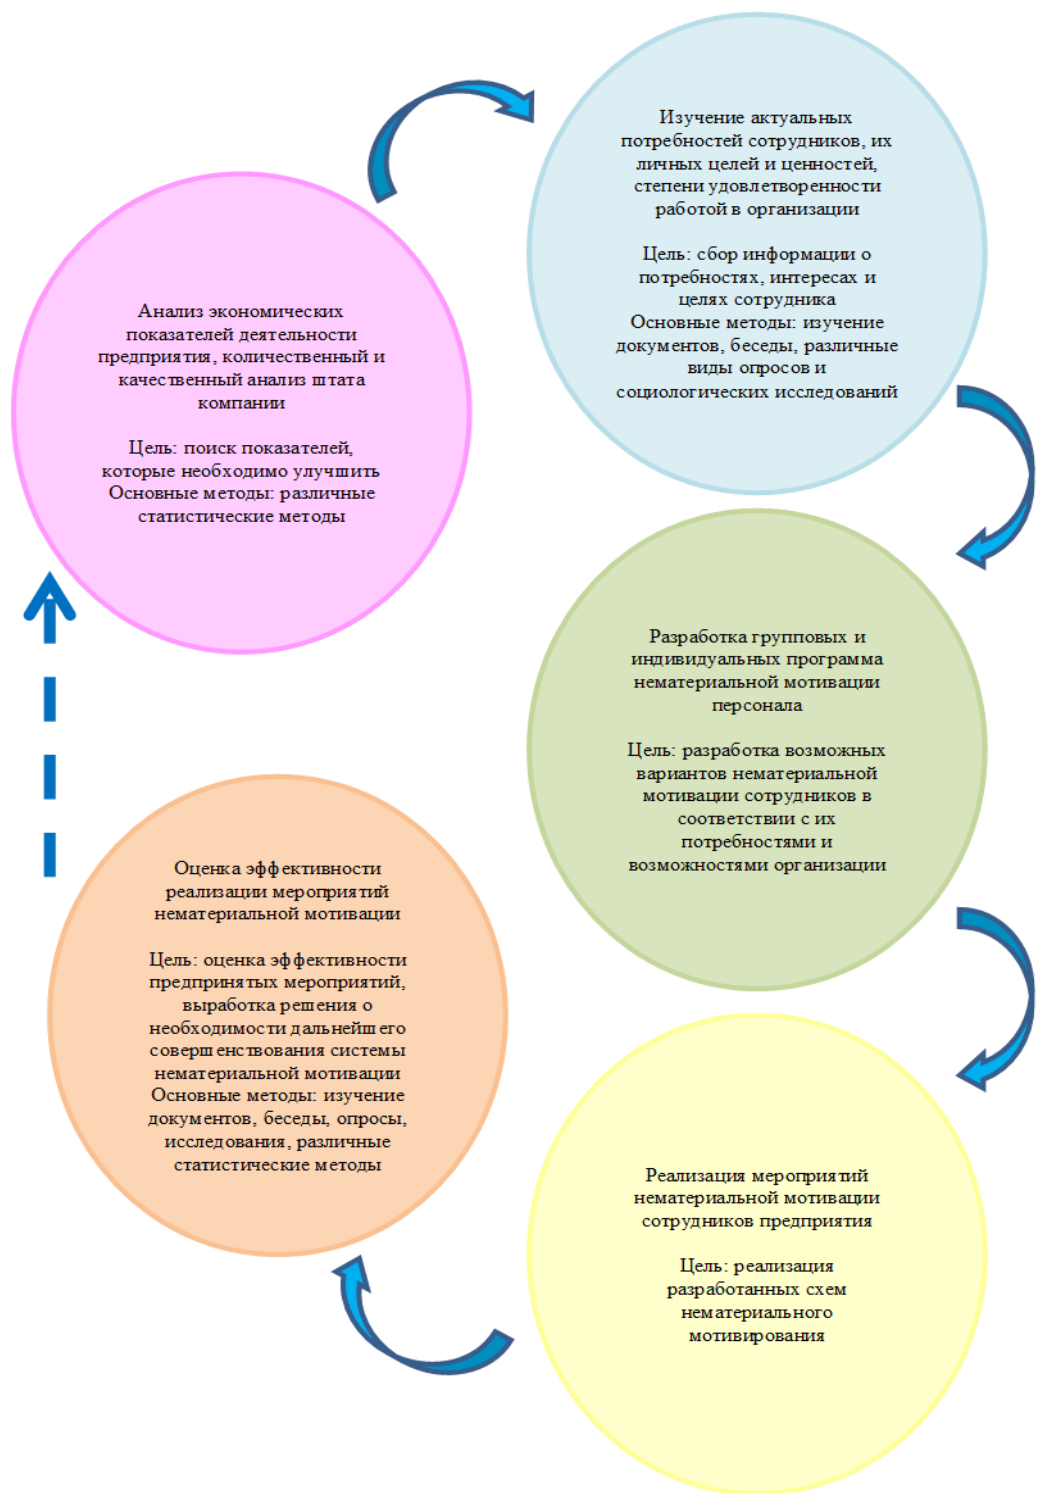 Анализ экономических
показателей деятельности
предприятия, количественный и
качественный анализ штата
компании
Цель: поиск показателей,
которые необходимо улучшить
Основные методы: различные
статистические методы
Изучение актуальных
потребностей сотрудников, их
личных целей и ценностей,
степени удовлетворенности
работой в организации
Цель: сбор информации о
потребностях, интересах и
целях сотрудника
Основные методы: изучение
документов, беседы, различные
виды опросов и
социологических исследований
Разработка групповых и
индивидуальных программа
нематериальной мотивации
персонала
Цель: разработка возможных
вариантов нематериальной
мотивации сотрудников в
соответствии с их
потребностями и
возможностями организации
Реализация мероприятий
нематериальной мотивации
сотрудников предприятия
Цель: реализация
разработанных схем
нематериального
мотивирования
Оценка эффективности
реализации мероприятий
нематериальной мотивации
Цель: оценка эффективности
предпринятых мероприятий,
выработка решения о
необходимости дальнейшего
совершенствования системы
нематериальной мотивации
Основные методы: изучение
документов, беседы, опросы,
исследования, различные
статистические методы